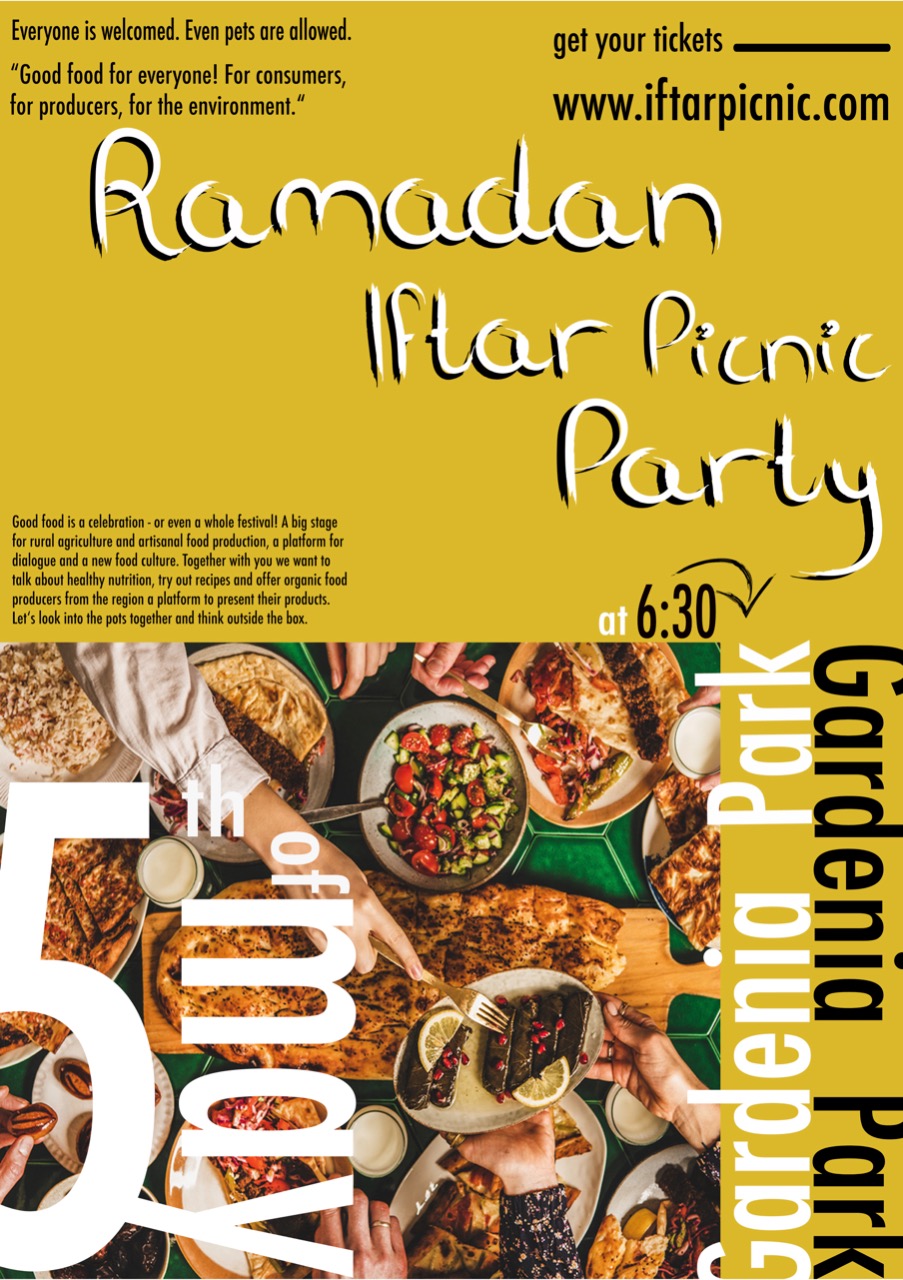 Everyone is welcomed. Even pets are allowed.
“Good food for everyone! For consumers,
for producers, for the environment.“
get your tickets
www.iftarpicnic.com
Ramadan
Iftar Picnic
Party
Good food is a celebration - or even a whole festival! A big stage
for rural agriculture and artisanal food production, a platform for
dialogue and a new food culture. Together with you we want to
talk about healthy nutrition, try out recipes and offer organic food
producers from the region a platform to present their products.
Let’s look into the pots together and think outside the box.
at 6:30
5
th
of
may
Gardenia Park
Gardenia Park